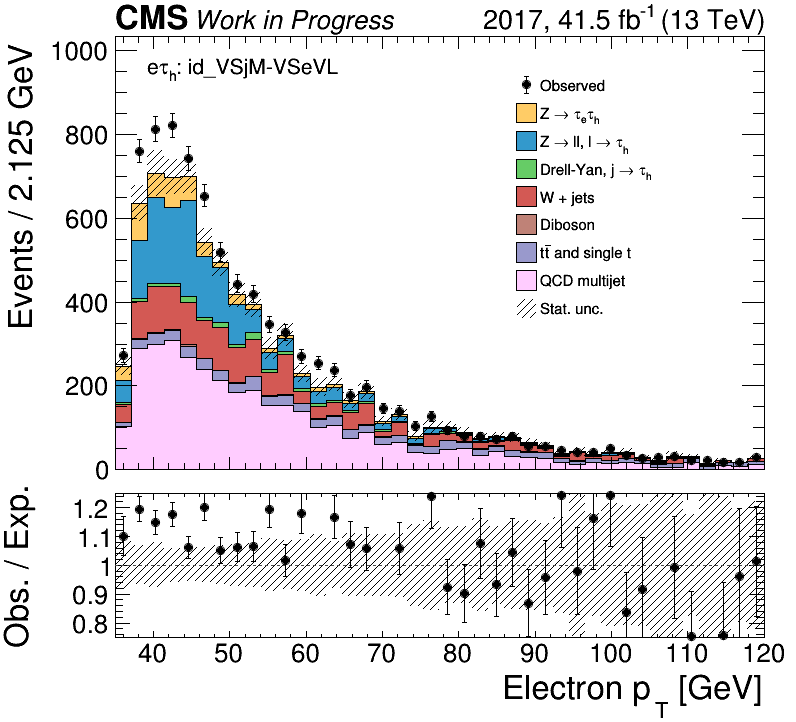 CMS Work in Progress 2017, 41.5 fb⁻¹ (13 TeV)
eτₕ: id_VSjM-VSeVL
Events / 2.125 GeV
1000
800
600
400
200
0
Observed
Z → τₑτₕ
Z → ll, l → τₕ
Drell-Yan, j → τₕ
W + jets
Diboson
tt̄ and single t
QCD multijet
Stat. unc.
Obs. / Exp.
1.2
1.1
1
0.9
0.8
40 50 60 70 80 90 100 110 120
Electron p_T [GeV]